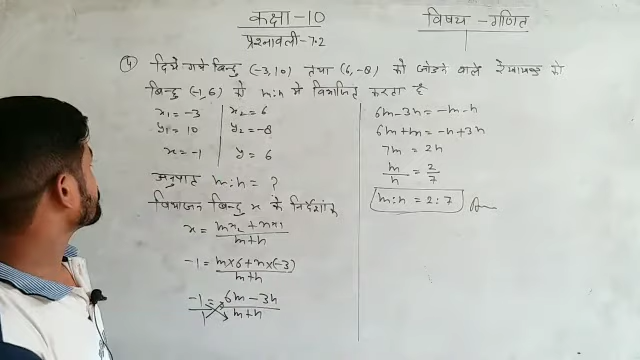 कक्षा-10
प्रश्नावली-7.2
विषय-गणित
दिये गये बिन्दु (-3,10) तथा (6,-8) को जोडने वाले रेखाखण्ड को
बिन्दु (-1,6) को m:n मे विभाजित करता है
x₁=-3 x₂=6
y₁=10 y₂=-8
x=-1 y=6
अनुपात m:n = ?
विभाजन बिन्दु x के निर्देशांक
x = mx₂+nx₁
m+n
-1 = m×6+n×(-3)
m+n
-1 = 6m-3n
1 m+n
6m-3n = -m-n
6m+m = -n+3n
7m = 2n
m = 2
n 7
m:n = 2:7